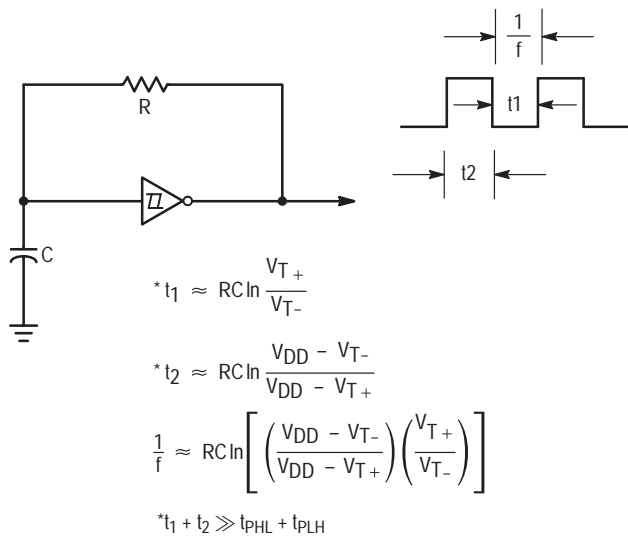 1
f
R
t1
t2
C
* t1 ≈ RC ln VT+ / VT–
* t2 ≈ RC ln VDD – VT– / VDD – VT+
1/f ≈ RC ln [ ( VDD – VT– / VDD – VT+ ) ( VT+ / VT– ) ]
*t1 + t2 ≫ tPHL + tPLH